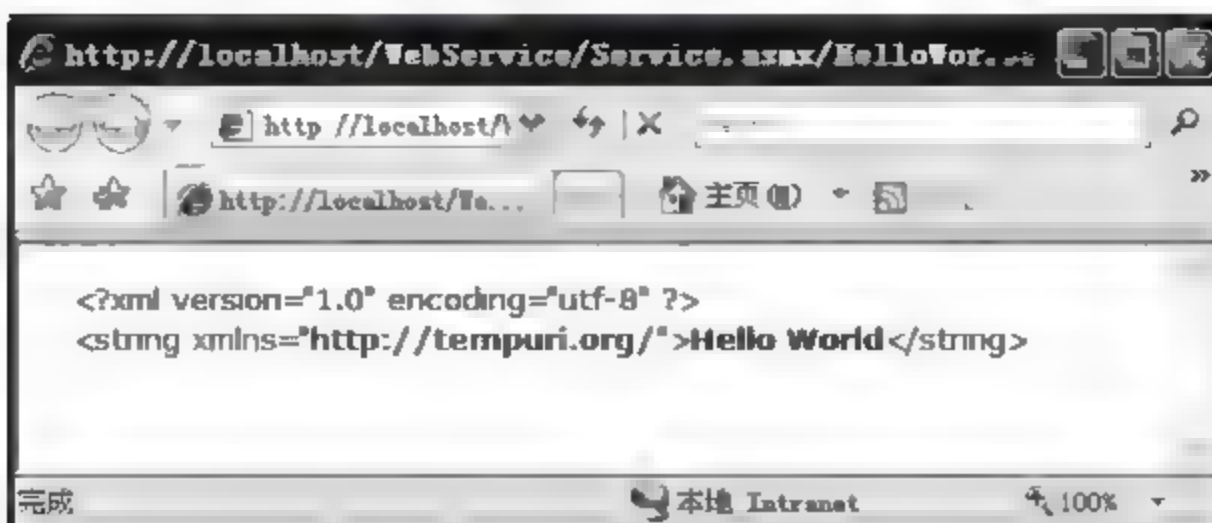 http://localhost/WebService/Service.asmx/HelloWor...
http //localhost/W
http://localhost/We...
主页(M)
<?xml version="1.0" encoding="utf-8" ?>
<string xmlns="http://tempuri.org/">Hello World</string>
完成
本地 Intranet
100%